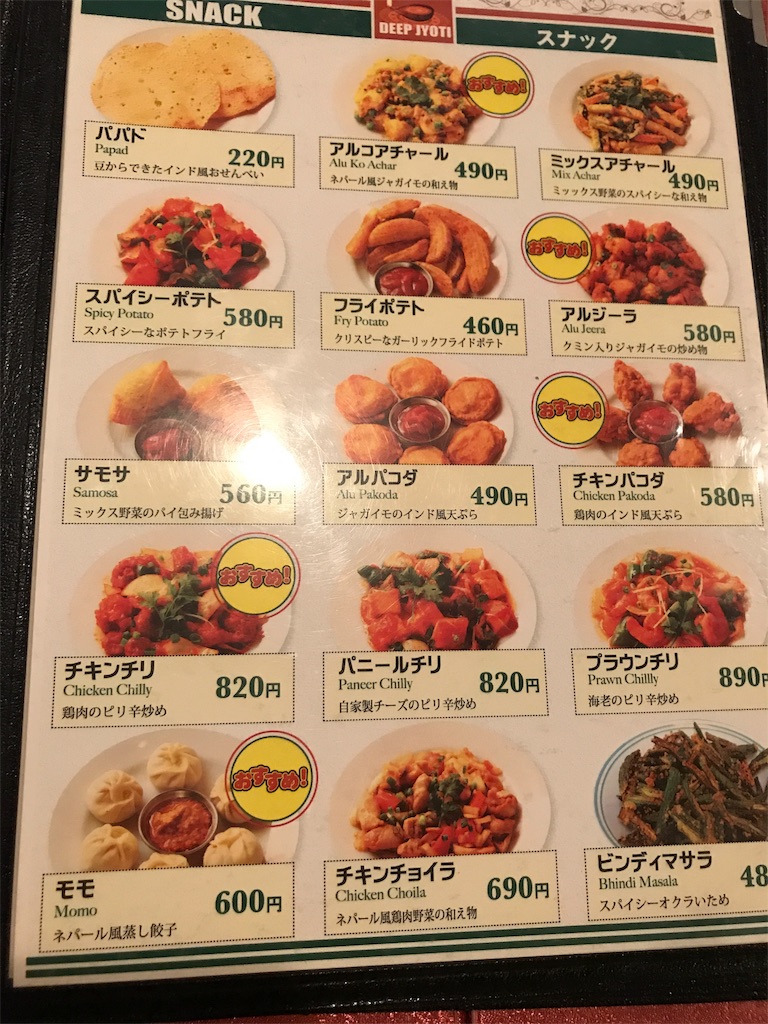 SNACK
DEEP JYOTI
スナック
パパド
Papad
220円
豆からできたインド風おせんべい
おすすめ!
アルコアチャール
Alu Ko Achar
490円
ネパール風ジャガイモの和え物
ミックスアチャール
Mix Achar
490円
ミィックス野菜のスパイシーな和え物
スパイシーポテト
Spicy Potato
580円
スパイシーなポテトフライ
フライポテト
Fry Potato
460円
クリスピーなガーリックフライドポテト
おすすめ!
アルジーラ
Alu Jeera
580円
クミン入りジャガイモの炒め物
サモサ
Samosa
560円
ミックス野菜のパイ包み揚げ
アルパコダ
Alu Pakoda
490円
ジャガイモのインド風天ぷら
おすすめ!
チキンパコダ
Chicken Pakoda
580円
鶏肉のインド風天ぷら
おすすめ!
チキンチリ
Chicken Chilly
820円
鶏肉のピリ辛炒め
パニールチリ
Paneer Chilly
820円
自家製チーズのピリ辛炒め
プラウンチリ
Prawn Chillly
890円
海老のピリ辛炒め
おすすめ!
モモ
Momo
600円
ネパール風蒸し餃子
チキンチョイラ
Chicken Choila
690円
ネパール風鶏肉野菜の和え物
ビンディマサラ
Bhindi Masala
48
スパイシーオクラいため